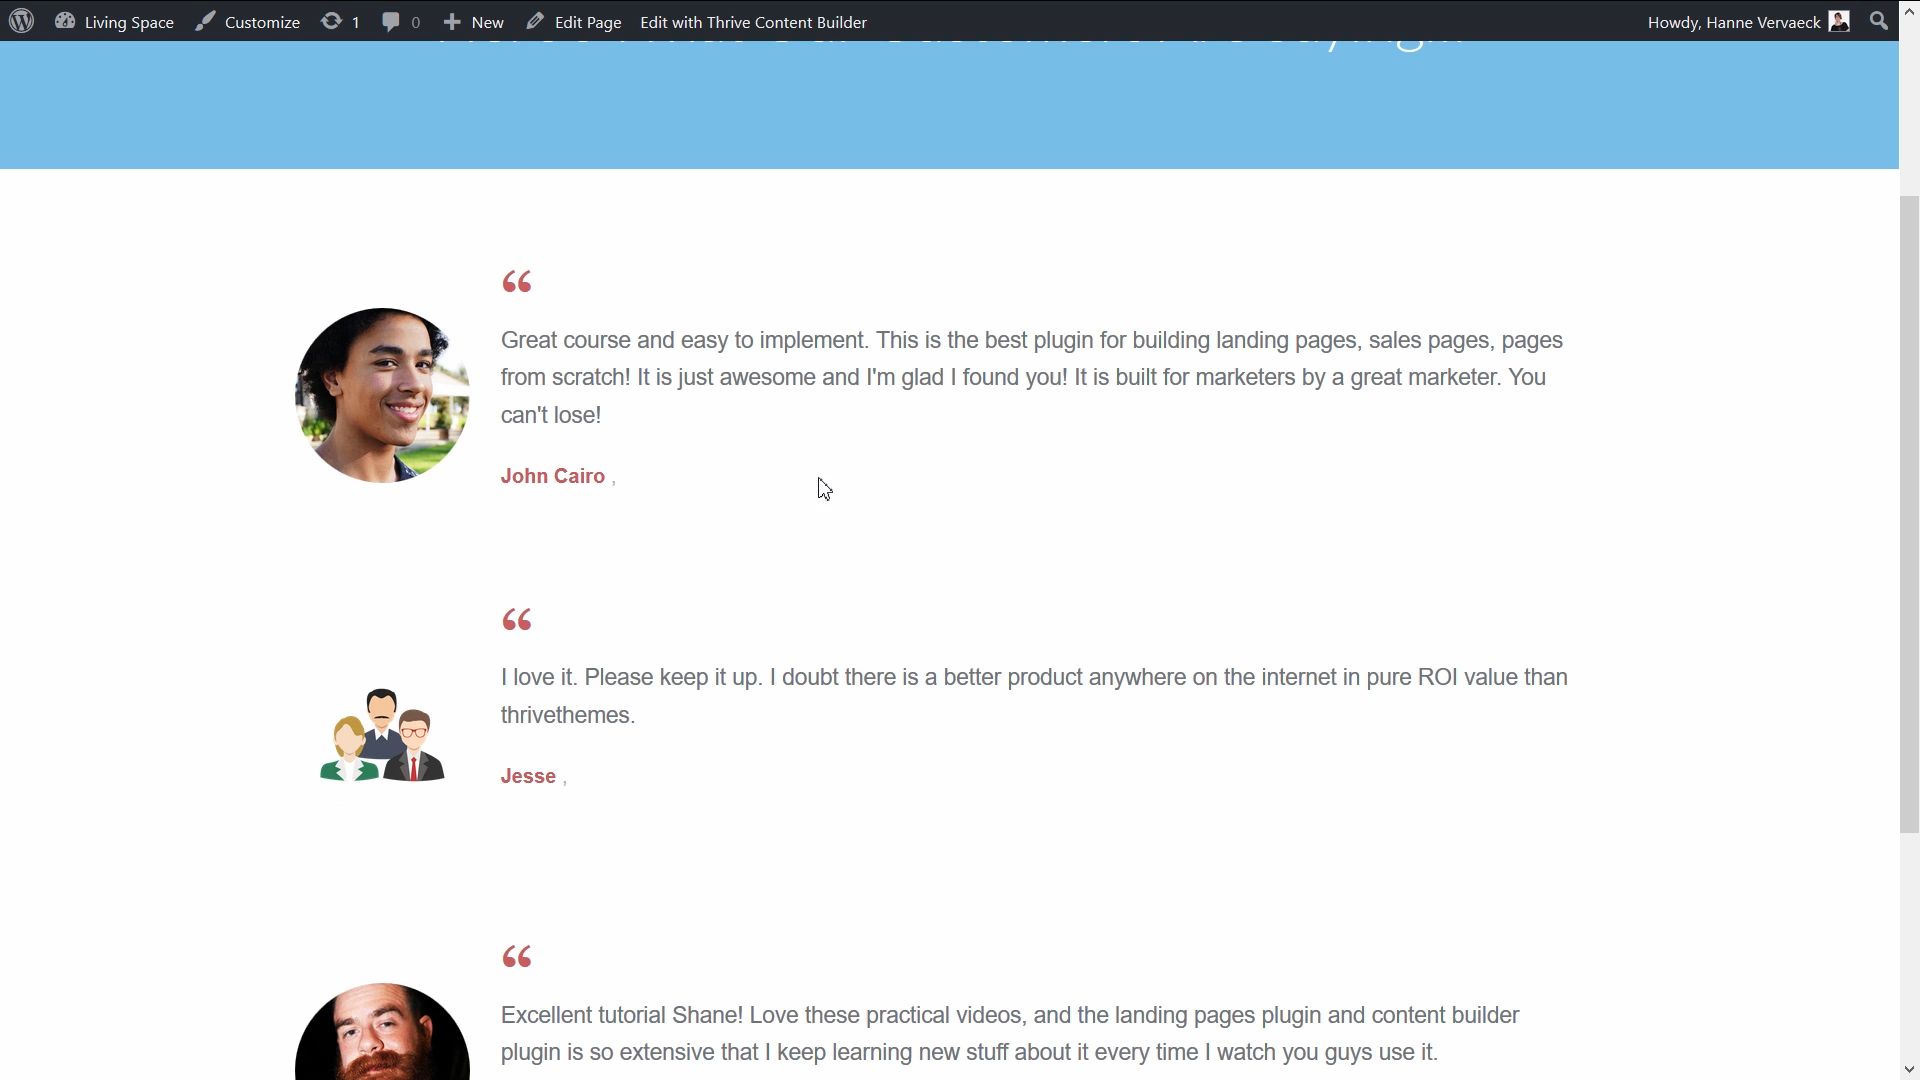 Living Space Customize 1 0 New Edit Page Edit with Thrive Content Builder Howdy, Hanne Vervaeck
“
Great course and easy to implement. This is the best plugin for building landing pages, sales pages, pages
from scratch! It is just awesome and I'm glad I found you! It is built for marketers by a great marketer. You
can't lose!
John Cairo ,
“
I love it. Please keep it up. I doubt there is a better product anywhere on the internet in pure ROI value than
thrivethemes.
Jesse ,
“
Excellent tutorial Shane! Love these practical videos, and the landing pages plugin and content builder
plugin is so extensive that I keep learning new stuff about it every time I watch you guys use it.